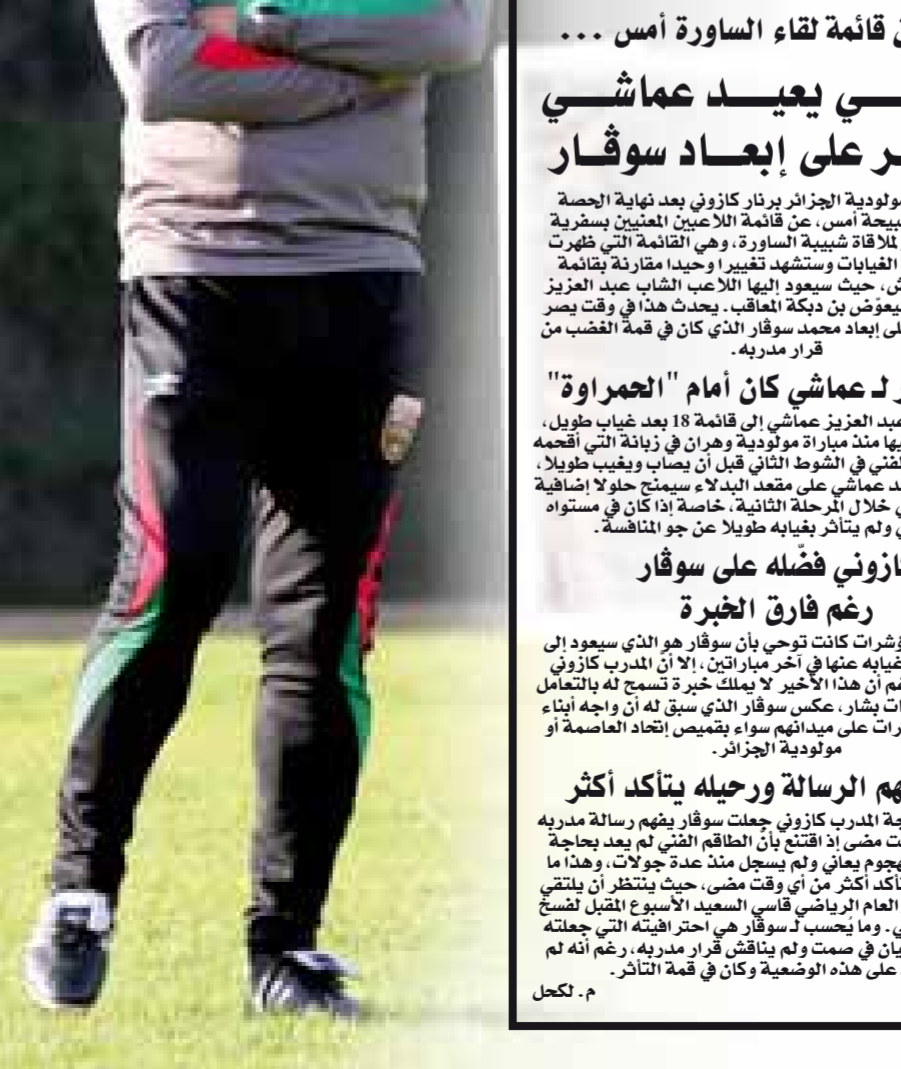 قائمة لقاء الساورة أمس ...
ـــي يعيـــد عماشـــي
ـر على إبعـــاد سوڤـــار
مولودية الجزائر برنار كازوني بعد نهاية الحصة
بيحة أمس، عن قائمة اللاعبين المعنيين بسفرية
لملاقاة شبيبة الساورة، وهي القائمة التي ظهرت
الغيابات وستشهد تغييرا وحيدا مقارنة بقائمة
ش، حيث سيعود إليها اللاعب الشاب عبد العزيز
يعوّض بن دبكة المعاقب. يحدث هذا في وقت يصر
لى إبعاد محمد سوڤار الذي كان في قمة الغضب من
قرار مدربه.
ر لـ عماشي كان أمام "الحمراوة"
عبد العزيز عماشي إلى قائمة 18 بعد غياب طويل،
يها منذ مباراة مولودية وهران في زبانة التي أقحمه
لفني في الشوط الثاني قبل أن يصاب ويغيب طويلا،
د عماشي على مقعد البدلاء سيمنح حلولا إضافية
ي خلال المرحلة الثانية، خاصة إذا كان في مستواه
ي ولم يتأثر بغيابه طويلا عن جو المنافسة.
ازوني فضّله على سوڤار
رغم فارق الخبرة
ؤشرات كانت توحي بأن سوڤار هو الذي سيعود إلى
غيابه عنها في آخر مباراتين، إلا أنّ المدرب كازوني
غم أن هذا الأخير لا يملك خبرة تسمح له بالتعامل
ات بشار، عكس سوڤار الذي سبق له أن واجه أبناء
رات على ميدانهم سواء بقميص إتحاد العاصمة أو
مولودية الجزائر.
هم الرسالة ورحيله يتأكد أكثر
جة المدرب كازوني جعلت سوڤار يفهم رسالة مدربه
ت مضى إذ اقتنع بأنّ الطاقم الفني لم يعد بحاجة
هجوم يعاني ولم يسجل منذ عدة جولات، وهذا ما
تأكد أكثر من أي وقت مضى، حيث ينتظر أن يلتقي
العام الرياضي قاسي السعيد الأسبوع المقبل لفسخ
ي. وما يُحسب لـ سوڤار هي احترافيته التي جعلته
يان في صمت ولم يناقش قرار مدربه، رغم أنه لم
على هذه الوضعية وكان في قمة التأثر.
م. لكحل